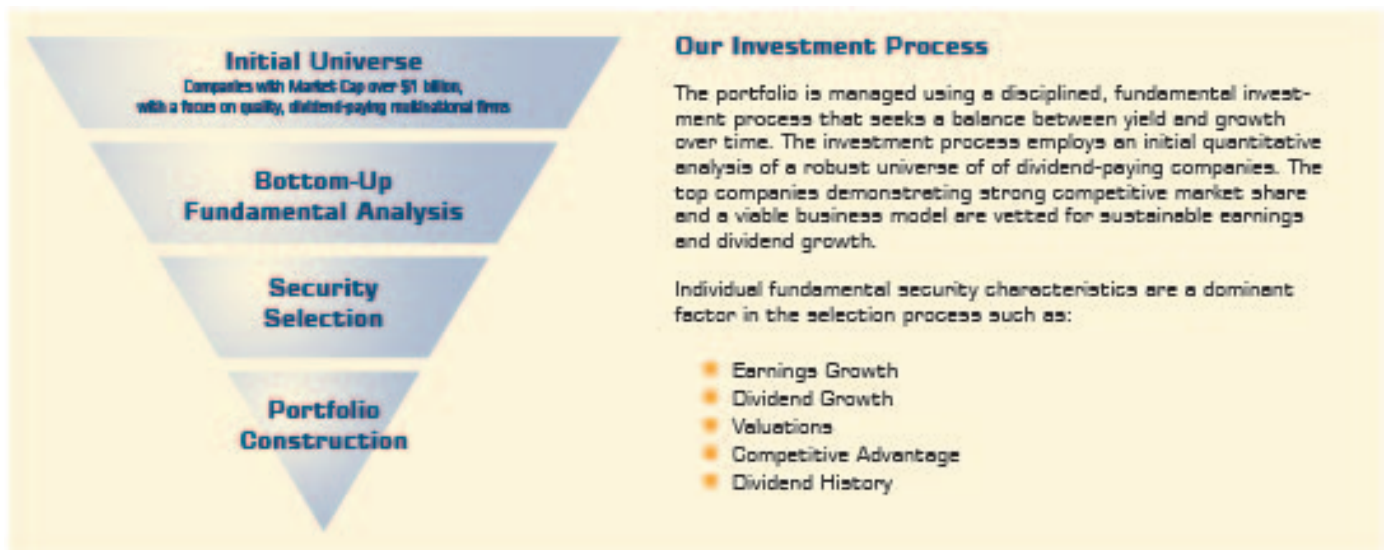 Initial Universe
Companies with Market Cap over $1 billion,
with a focus on quality, dividend-paying multinational firms
Bottom-Up
Fundamental Analysis
Security
Selection
Portfolio
Construction
Our Investment Process
The portfolio is managed using a disciplined, fundamental invest-
ment process that seeks a balance between yield and growth
over time. The investment process employs an initial quantitative
analysis of a robust universe of of dividend-paying companies. The
top companies demonstrating strong competitive market share
and a viable business model are vetted for sustainable earnings
and dividend growth.
Individual fundamental security characteristics are a dominant
factor in the selection process such as:
Earnings Growth
Dividend Growth
Valuations
Competitive Advantage
Dividend History